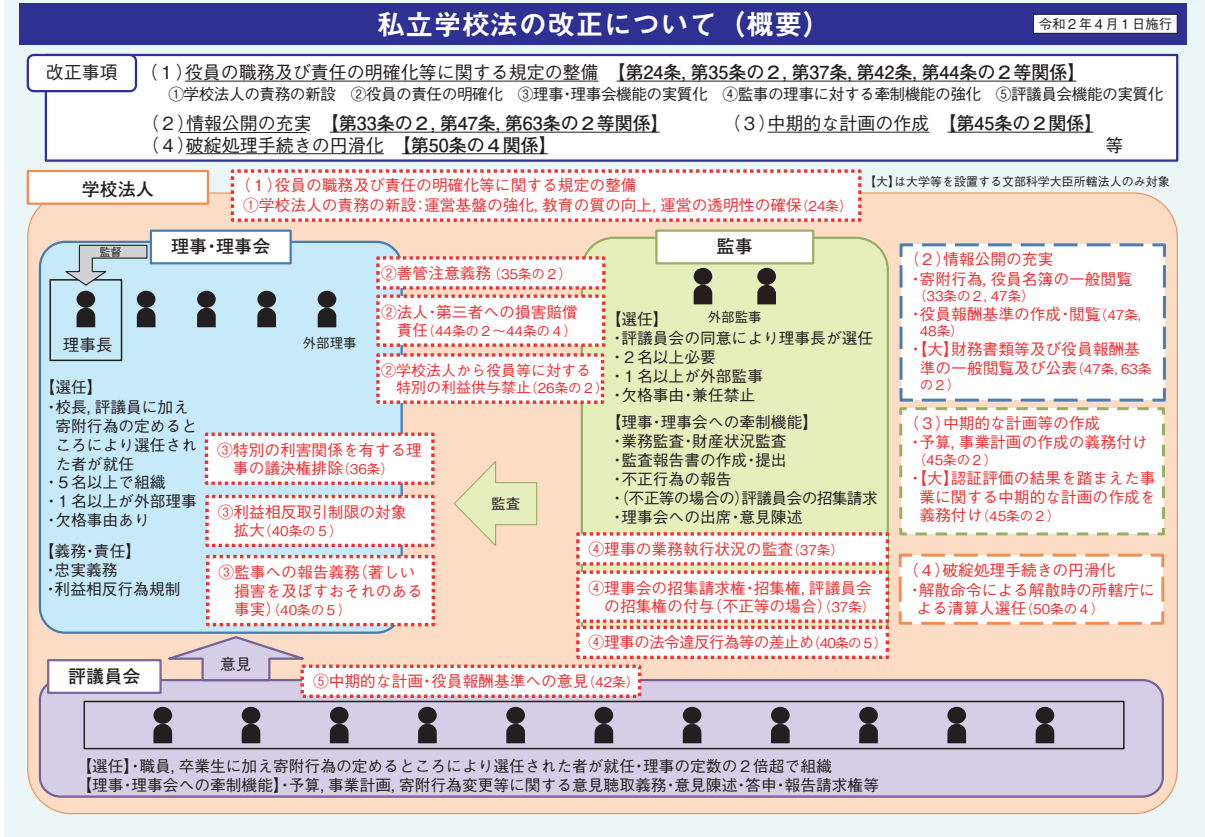 私立学校法の改正について（概要）
令和２年４月１日施行
改正事項
（１）役員の職務及び責任の明確化等に関する規定の整備　【第24条，第35条の２，第37条，第42条，第44条の２等関係】
①学校法人の責務の新設　②役員の責任の明確化　③理事・理事会機能の実質化　④監事の理事に対する牽制機能の強化　⑤評議員会機能の実質化
（２）情報公開の充実　【第33条の２，第47条，第63条の２等関係】　（３）中期的な計画の作成　【第45条の２関係】
（４）破綻処理手続きの円滑化　【第50条の４関係】　等
学校法人
（１）役員の職務及び責任の明確化等に関する規定の整備
①学校法人の責務の新設：運営基盤の強化，教育の質の向上，運営の透明性の確保（24条）
【大】は大学等を設置する文部科学大臣所轄法人のみ対象
理事・理事会
監督
理事長
外部理事
【選任】
・校長，評議員に加え
寄附行為の定めると
ころにより選任され
た者が就任
・５名以上で組織
・１名以上が外部理事
・欠格事由あり
【義務・責任】
・忠実義務
・利益相反行為規制
②善管注意義務（35条の２）
②法人・第三者への損害賠償
責任（44条の２～44条の４）
②学校法人から役員等に対する
特別の利益供与禁止（26条の２）
③特別の利害関係を有する理
事の議決権排除（36条）
③利益相反取引制限の対象
拡大（40条の５）
③監事への報告義務（著しい
損害を及ぼすおそれのある
事実）（40条の５）
監査
監事
外部監事
【選任】
・評議員会の同意により理事長が選任
・２名以上必要
・１名以上が外部監事
・欠格事由・兼任禁止
【理事・理事会への牽制機能】
・業務監査・財産状況監査
・監査報告書の作成・提出
・不正行為の報告
・（不正等の場合の）評議員会の招集請求
・理事会への出席・意見陳述
④理事の業務執行状況の監査（37条）
④理事会の招集請求権・招集権，評議員会
の招集権の付与（不正等の場合）（37条）
④理事の法令違反行為等の差止め（40条の５）
（２）情報公開の充実
・寄附行為，役員名簿の一般閲覧
（33条の２，47条）
・役員報酬基準の作成・閲覧（47条，
48条）
・【大】財務書類等及び役員報酬基
準の一般閲覧及び公表（47条，63条
の２）
（３）中期的な計画等の作成
・予算，事業計画の作成の義務付け
（45条の２）
・【大】認証評価の結果を踏まえた事
業に関する中期的な計画の作成を
義務付け（45条の２）
（４）破綻処理手続きの円滑化
・解散命令による解散時の所轄庁に
よる清算人選任（50条の４）
意見
評議員会
⑤中期的な計画・役員報酬基準への意見（42条）
【選任】・職員，卒業生に加え寄附行為の定めるところにより選任された者が就任・理事の定数の２倍超で組織
【理事・理事会への牽制機能】・予算，事業計画，寄附行為変更等に関する意見聴取義務・意見陳述・答申・報告請求権等